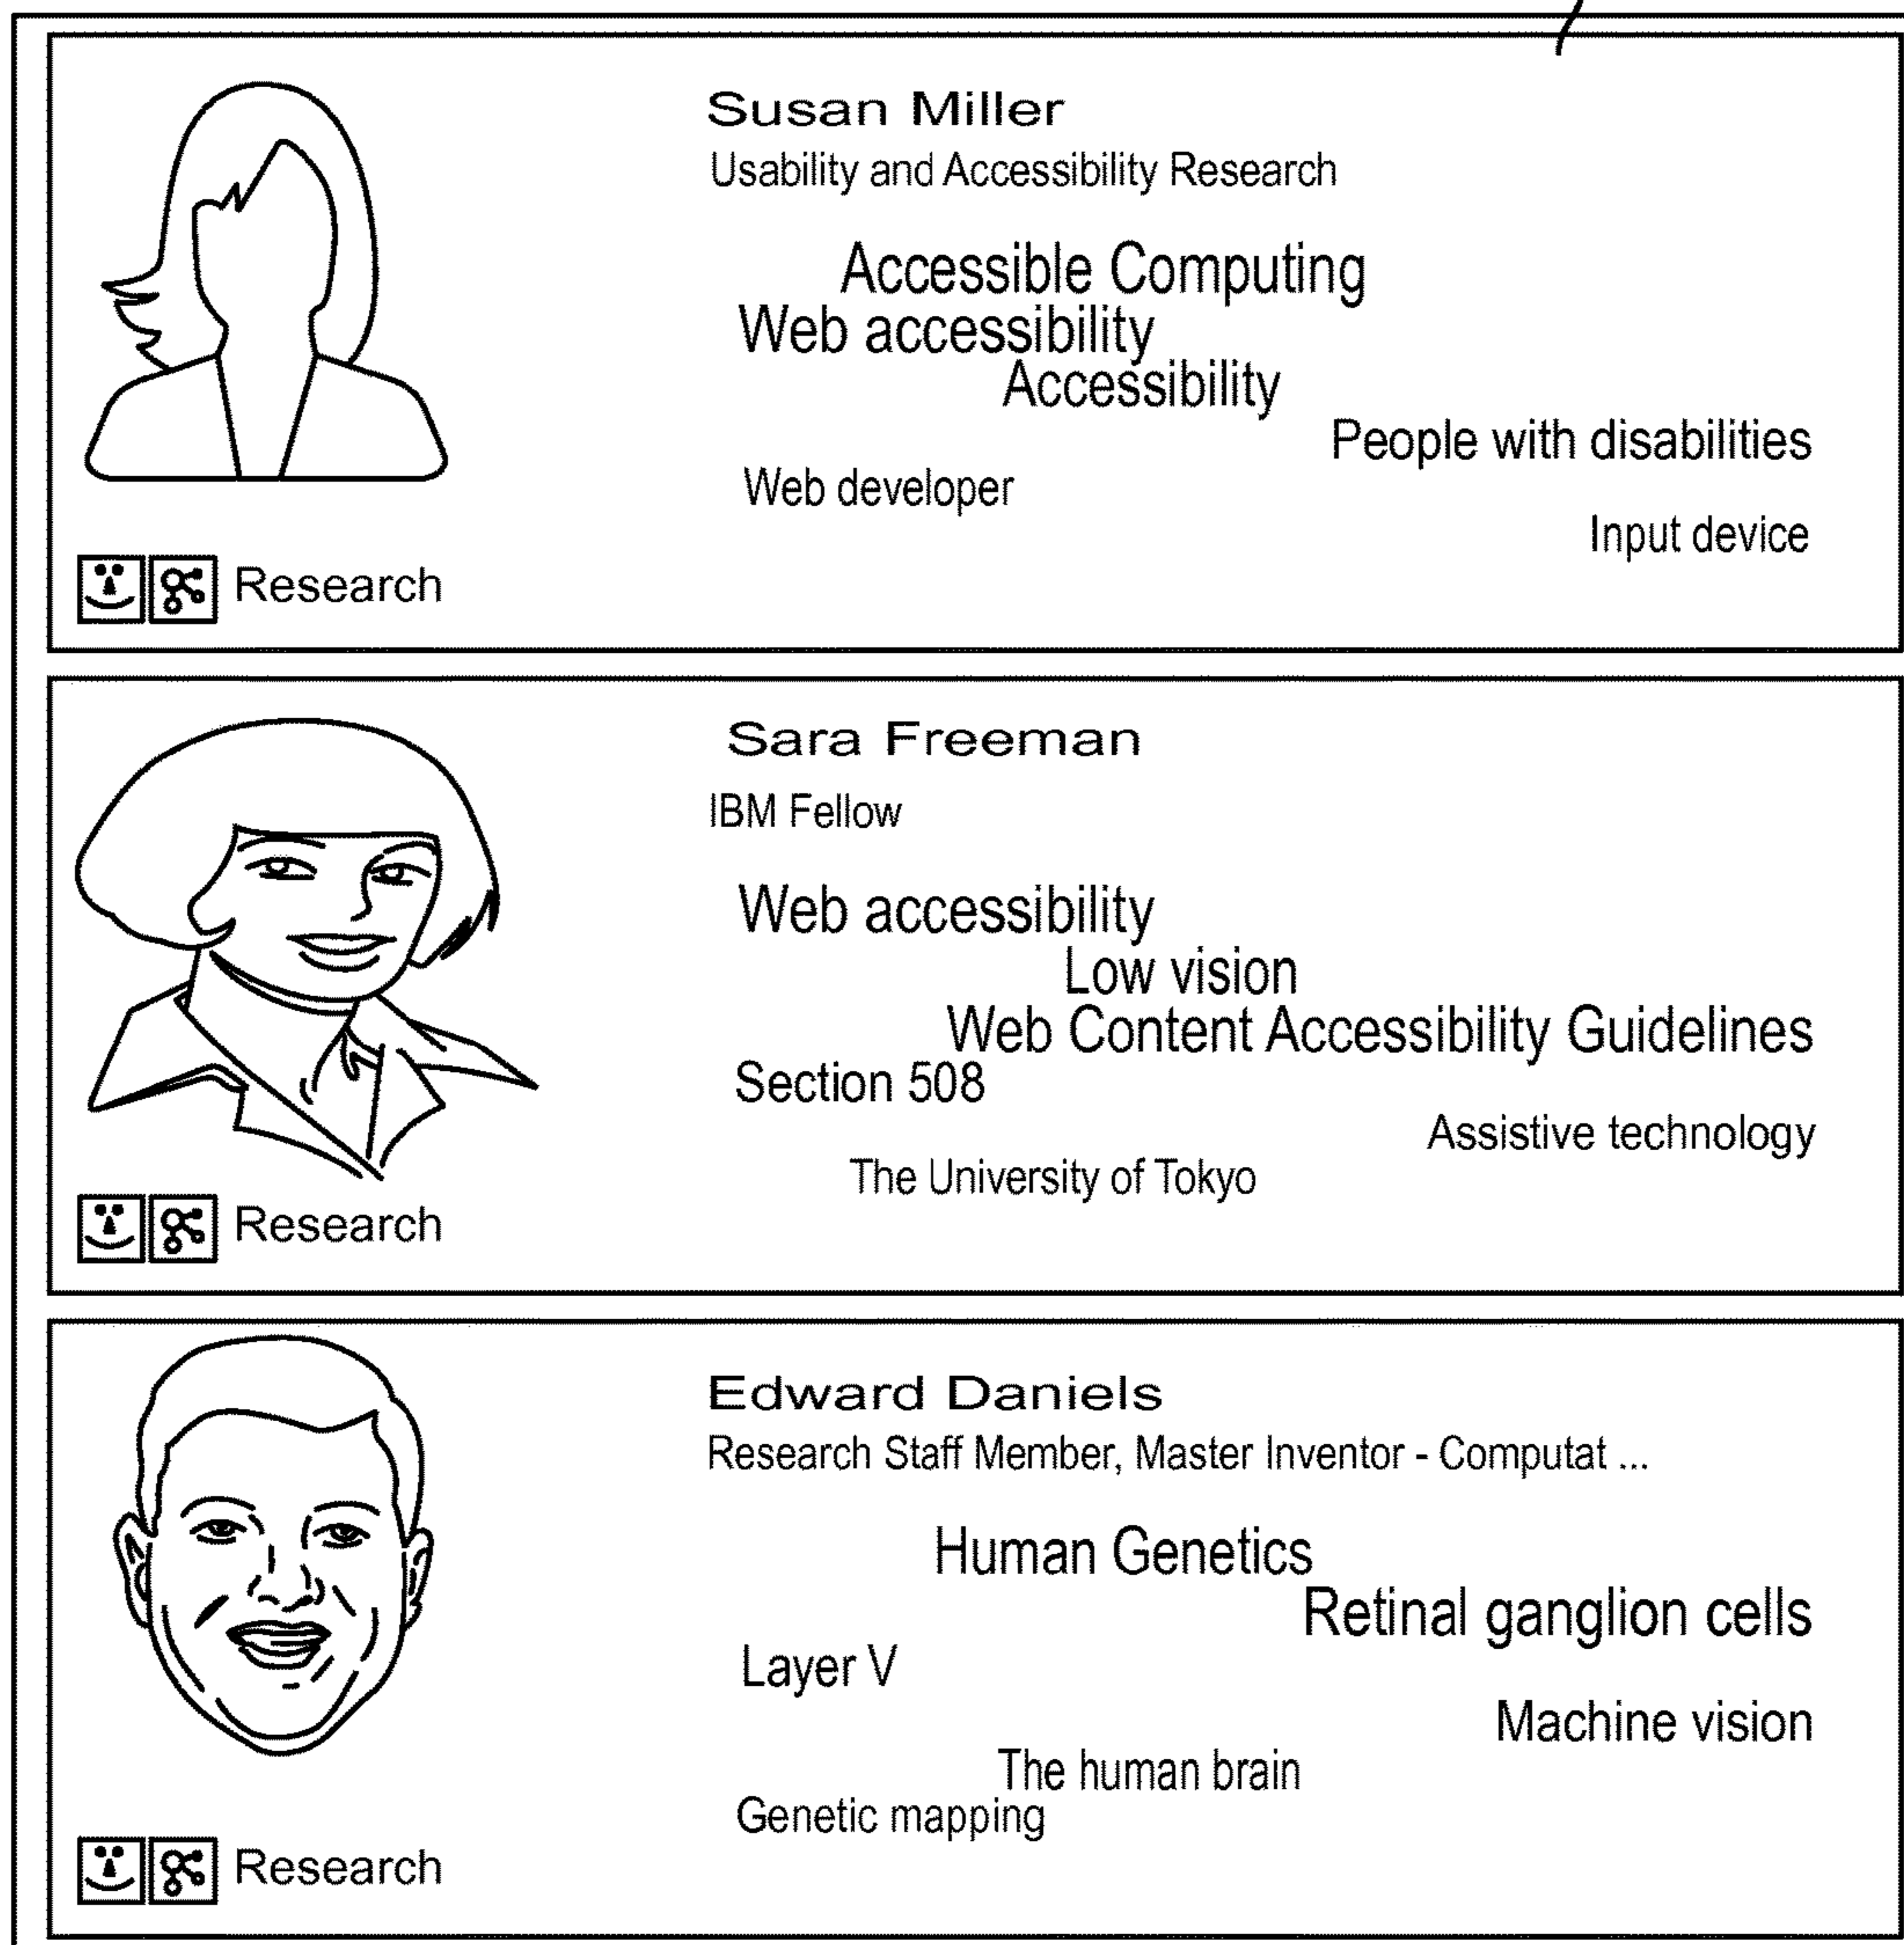 Susan Miller
Usability and Accessibility Research
Accessible Computing
Web accessibility
Accessibility
People with disabilities
Web developer
Input device
Research
Sara Freeman
IBM Fellow
Web accessibility
Low vision
Web Content Accessibility Guidelines
Section 508
Assistive technology
The University of Tokyo
Research
Edward Daniels
Research Staff Member, Master Inventor - Computat ...
Human Genetics
Retinal ganglion cells
Layer V
Machine vision
The human brain
Genetic mapping
Research